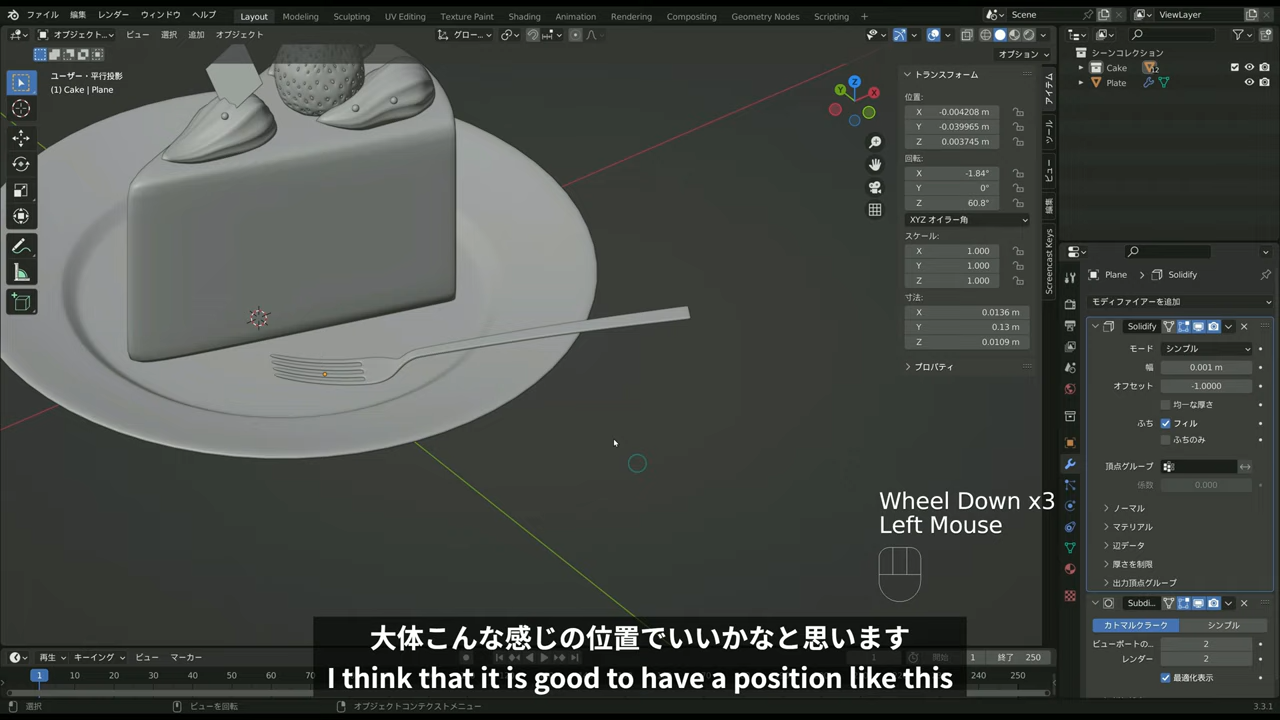 ファイル 編集 レンダー ウィンドウ ヘルプ Layout Modeling Sculpting UV Editing Texture Paint Shading Animation Rendering Compositing Geometry Nodes Scripting + Scene ViewLayer
オブジェクト... ビュー 選択 追加 オブジェクト グロー...
オプション
ユーザー・平行投影
(1) Cake | Plane
Z
Y
X
トランスフォーム
位置:
X -0.004208 m
Y -0.039965 m
Z 0.003745 m
回転:
X -1.84°
Y 0°
Z 60.8°
XYZ オイラー角
スケール:
X 1.000
Y 1.000
Z 1.000
寸法:
X 0.0136 m
Y 0.13 m
Z 0.0109 m
プロパティ
アイテム
ツール
ビュー
編集
Screencast Keys
シーンコレクション
Cake
Plate
Plane Solidify
モディファイアーを追加
Solidify
モード シンプル
幅 0.001 m
オフセット -1.0000
均一な厚さ
ふち フィル
ふちのみ
頂点グループ
係数 0.000
ノーマル
マテリアル
辺データ
厚さを制限
出力頂点グループ
Subdi...
カトマルクラーク シンプル
ビューポートの... 2
レンダー 2
最適化表示
Wheel Down x3
Left Mouse
大体こんな感じの位置でいいかなと思います
I think that it is good to have a position like this
再生 キーイング ビュー マーカー 1 開始 1 終了 250
1 250
選択 ビューを回転 オブジェクトコンテクストメニュー 3.3.1